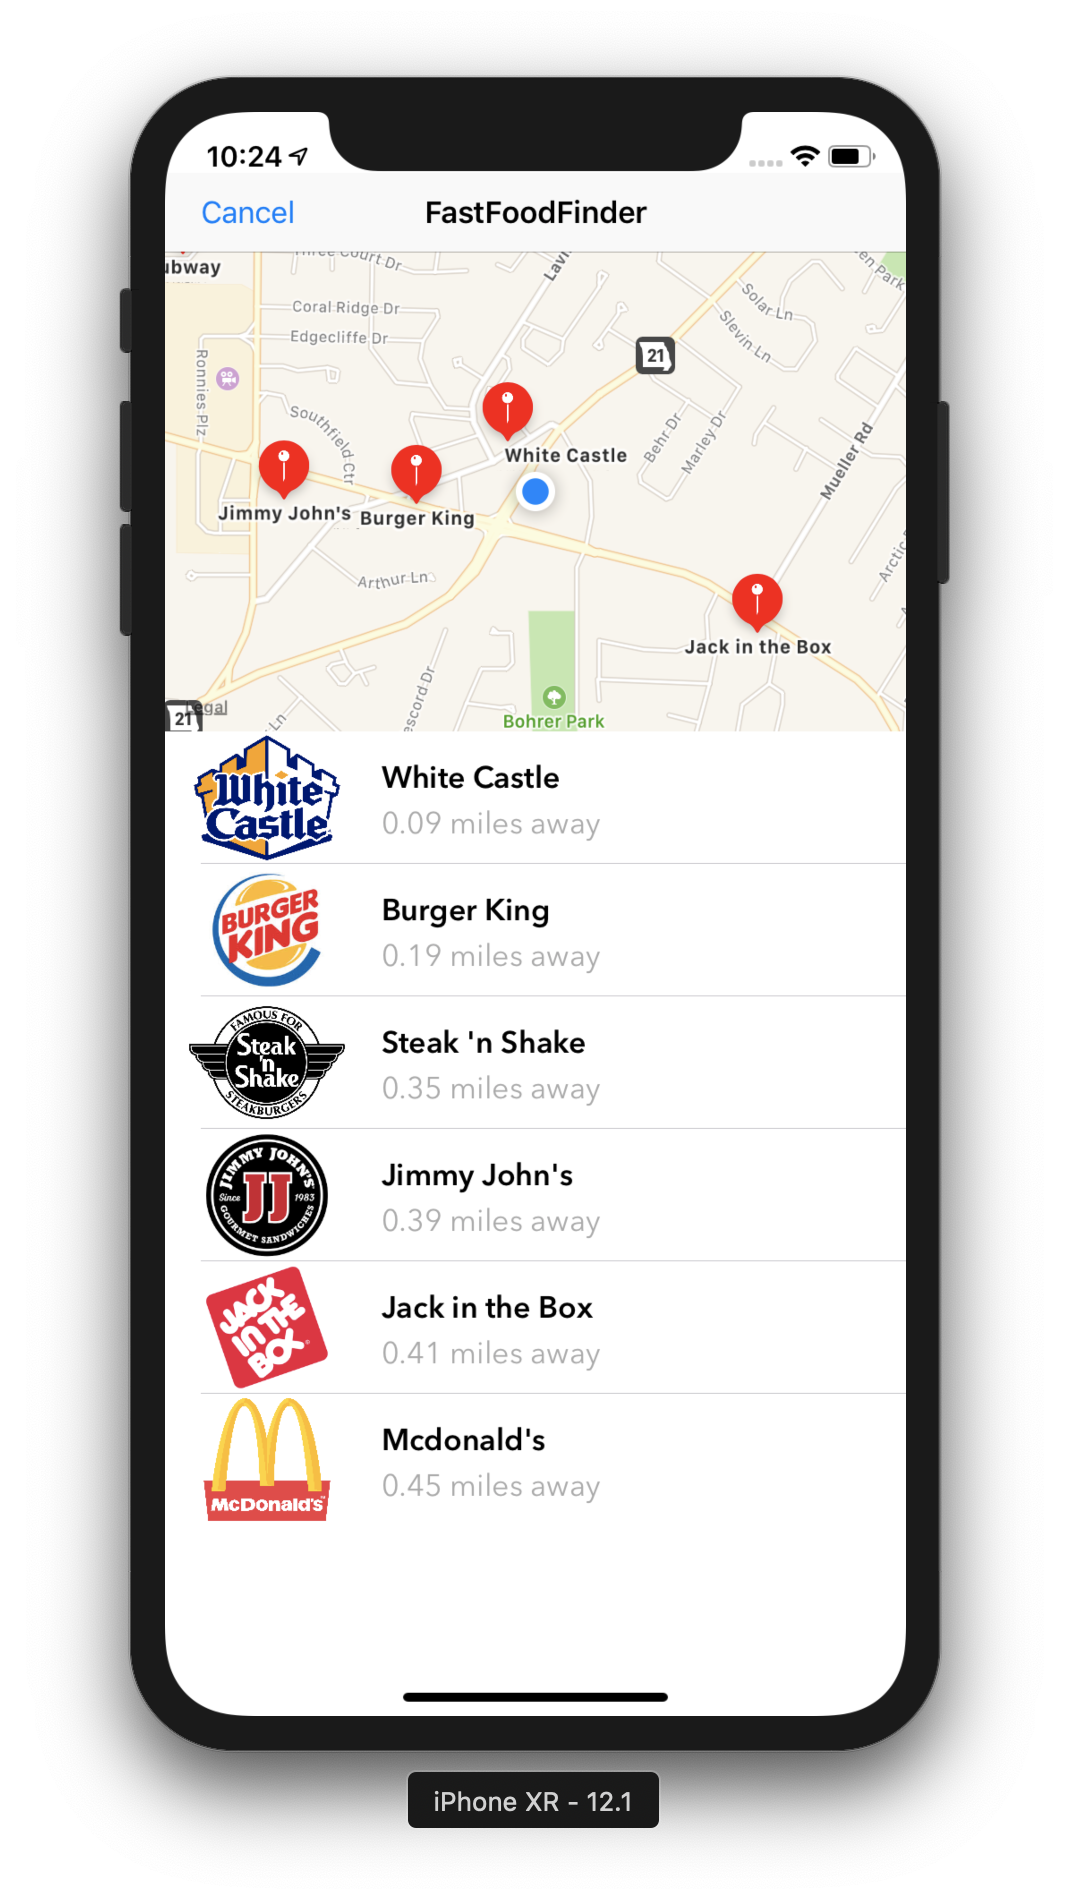 10:24
Cancel
FastFoodFinder
ubway
Three Court Dr
Lavi
en Park
Coral Ridge Dr
Solar Ln
Edgecliffe Dr
Slevin Ln
21
Ronnies Plz
Southfield Ctr
Behr Dr
Marley Dr
Mueller Rd
White Castle
Jimmy John's
Burger King
Arctic
Arthur Ln
Jack in the Box
escord Dr
Legal
21
Ln
Bohrer Park
White
Castle
White Castle
0.09 miles away
BURGER
KING
Burger King
0.19 miles away
FAMOUS FOR
Steak
'n
Shake
STEAKBURGERS
Steak 'n Shake
0.35 miles away
JIMMY JOHN'S
Since JJ 1983
GOURMET SANDWICHES
Jimmy John's
0.39 miles away
JACK
IN THE
BOX
Jack in the Box
0.41 miles away
McDonald's
Mcdonald's
0.45 miles away
iPhone XR - 12.1